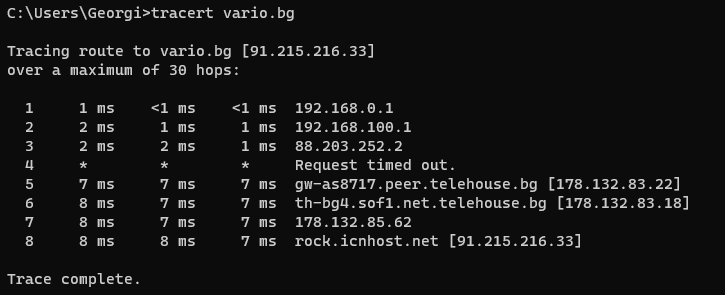 C:\Users\Georgi>tracert vario.bg
Tracing route to vario.bg [91.215.216.33]
over a maximum of 30 hops:
1 1 ms <1 ms <1 ms 192.168.0.1
2 2 ms 1 ms 1 ms 192.168.100.1
3 2 ms 2 ms 1 ms 88.203.252.2
4 * * * Request timed out.
5 7 ms 7 ms 7 ms gw-as8717.peer.telehouse.bg [178.132.83.22]
6 8 ms 7 ms 7 ms th-bg4.sof1.net.telehouse.bg [178.132.83.18]
7 8 ms 7 ms 7 ms 178.132.85.62
8 8 ms 8 ms 7 ms rock.icnhost.net [91.215.216.33]
Trace complete.